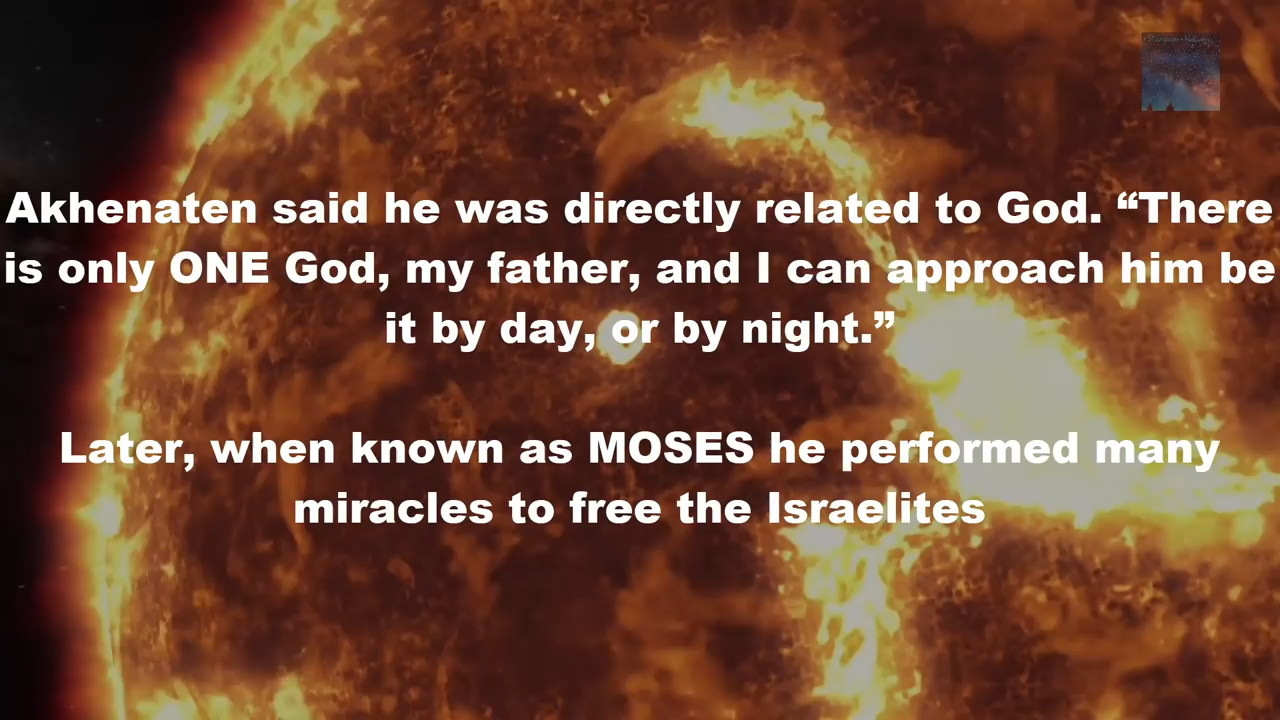 Akhenaten said he was directly related to God. “There
is only ONE God, my father, and I can approach him be
it by day, or by night.”
Later, when known as MOSES he performed many
miracles to free the Israelites